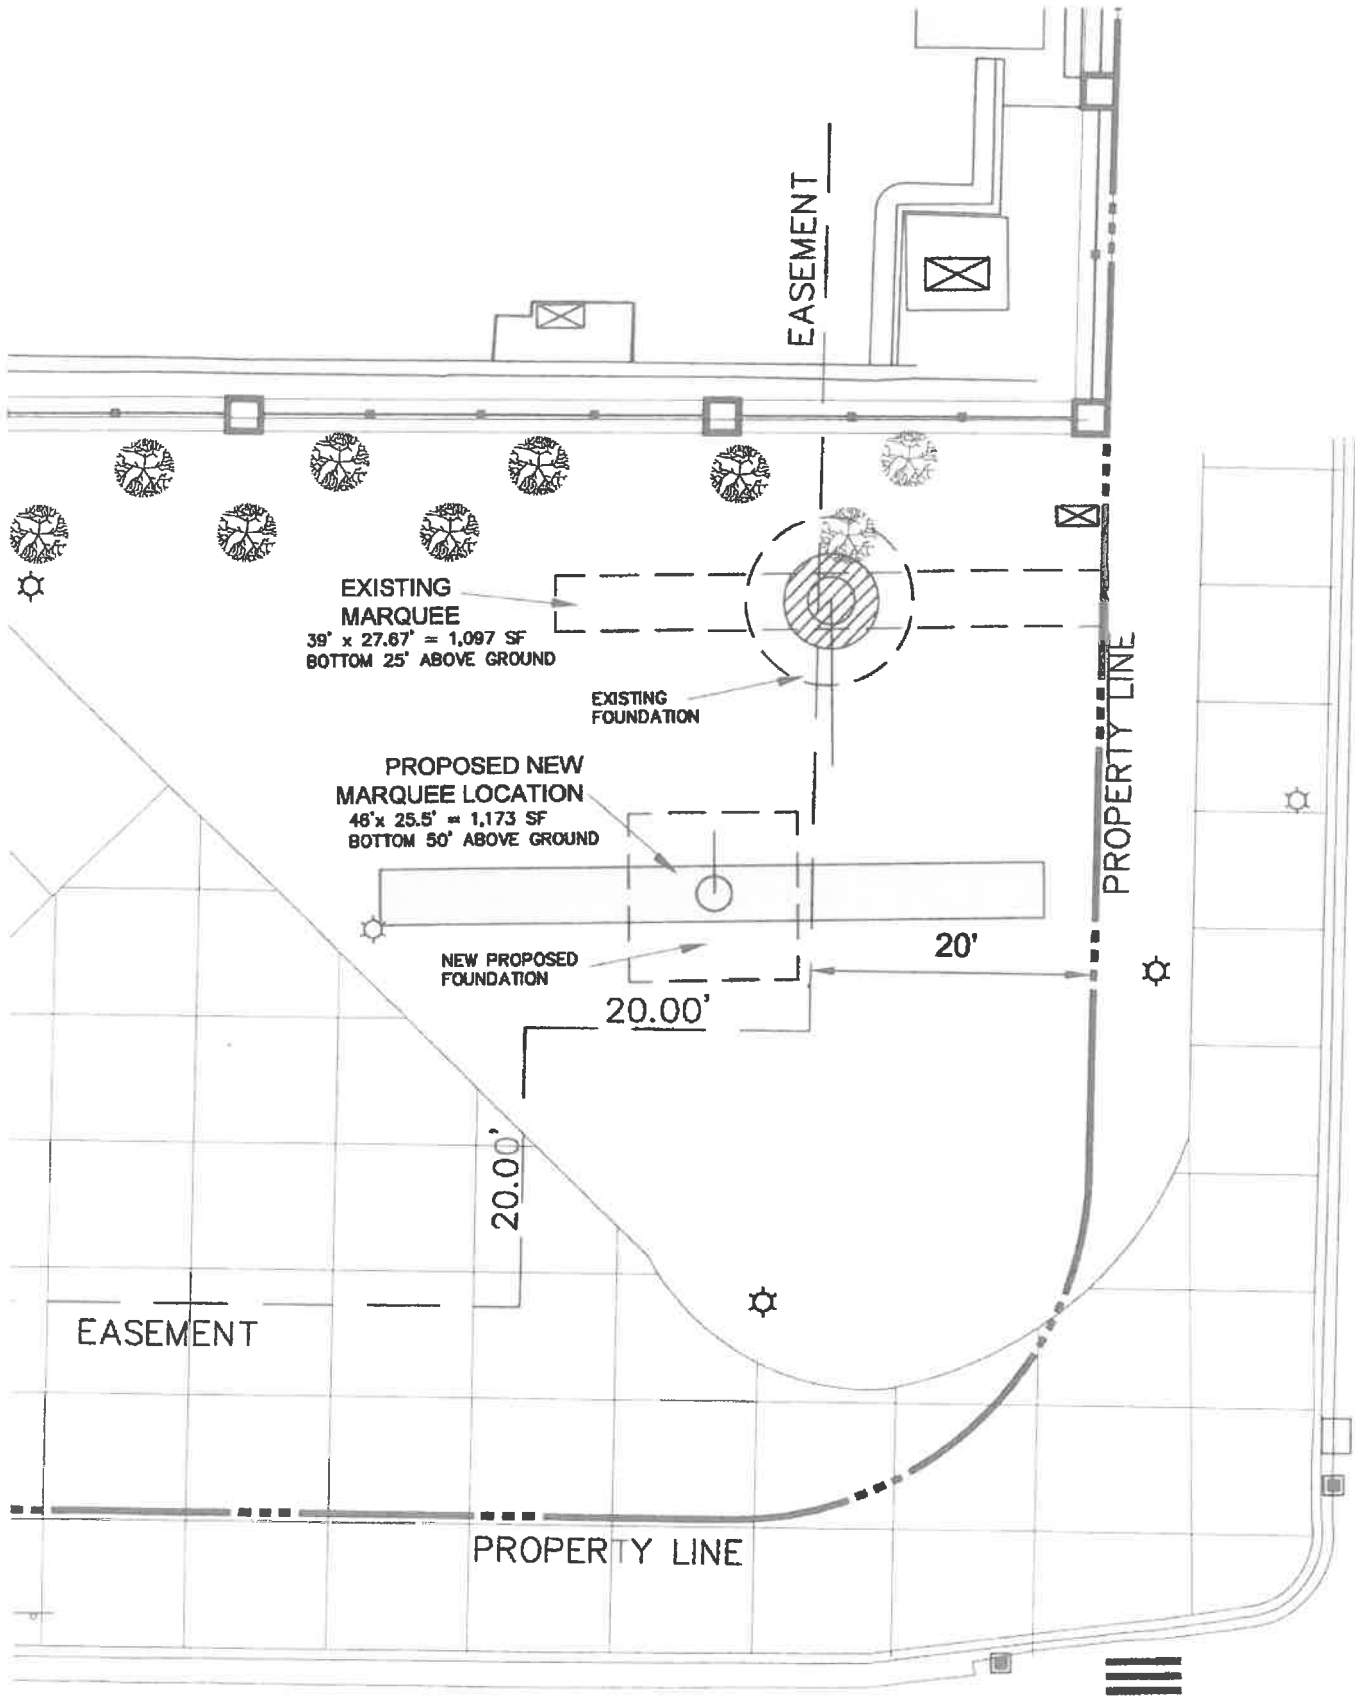 EASEMENT
EXISTING
MARQUEE
39' x 27.67' = 1,097 SF
BOTTOM 25' ABOVE GROUND
EXISTING
FOUNDATION
PROPERTY LINE
PROPOSED NEW
MARQUEE LOCATION
46'x 25.5' = 1,173 SF
BOTTOM 50' ABOVE GROUND
20'
NEW PROPOSED
FOUNDATION
20.00'
20.00'
EASEMENT
PROPERTY LINE